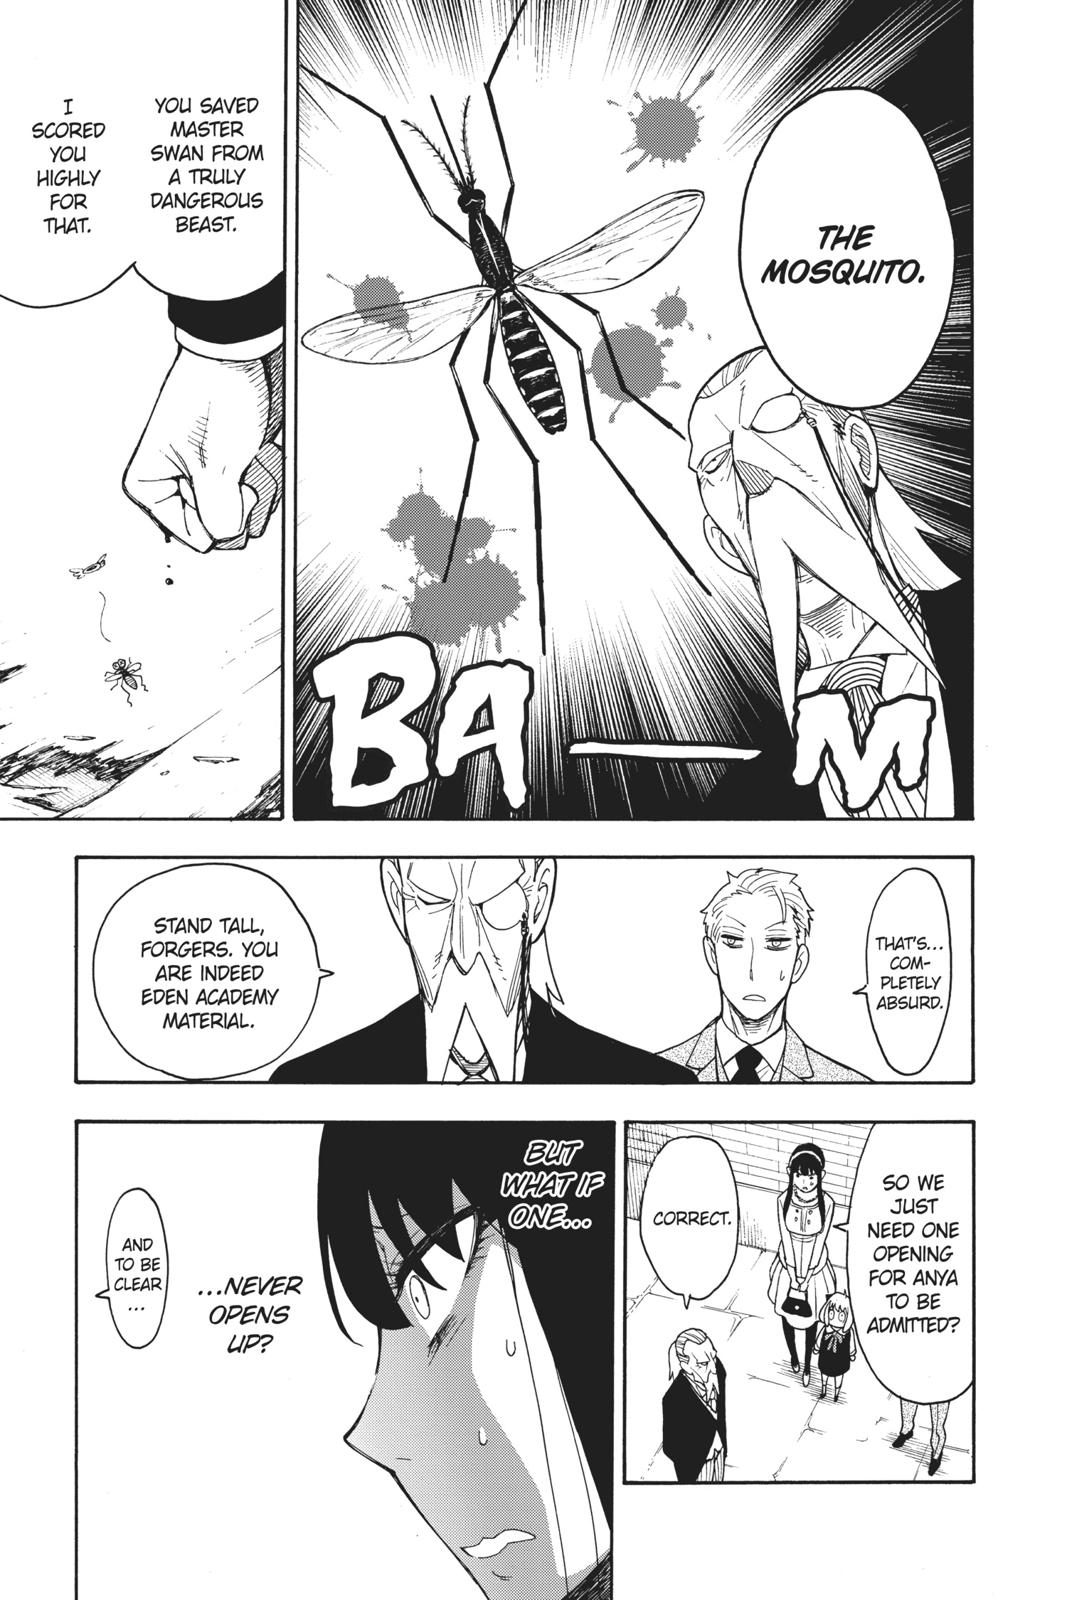 THE
MOSQUITO.
BA—M
YOU SAVED
MASTER
SWAN FROM
A TRULY
DANGEROUS
BEAST.
I
SCORED
YOU
HIGHLY
FOR
THAT.
THAT'S...
COM-
PLETELY
ABSURD.
STAND TALL,
FORGERS. YOU
ARE INDEED
EDEN ACADEMY
MATERIAL.
SO WE
JUST
NEED ONE
OPENING
FOR ANYA
TO BE
ADMITTED?
CORRECT.
BUT
WHAT IF
ONE...
...NEVER
OPENS
UP?
AND
TO BE
CLEAR
...